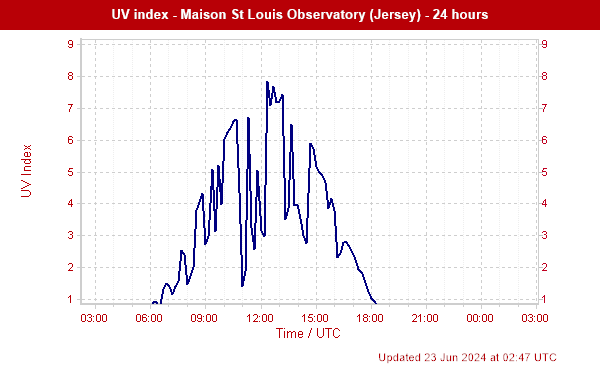 UV index - Maison St Louis Observatory (Jersey) - 24 hours
9 9
8 8
7 7
6 6
5 5
4 4
3 3
2 2
1 1
UV Index
03:00 06:00 09:00 12:00 15:00 18:00 21:00 00:00 03:00
Time / UTC
Updated 23 Jun 2024 at 02:47 UTC